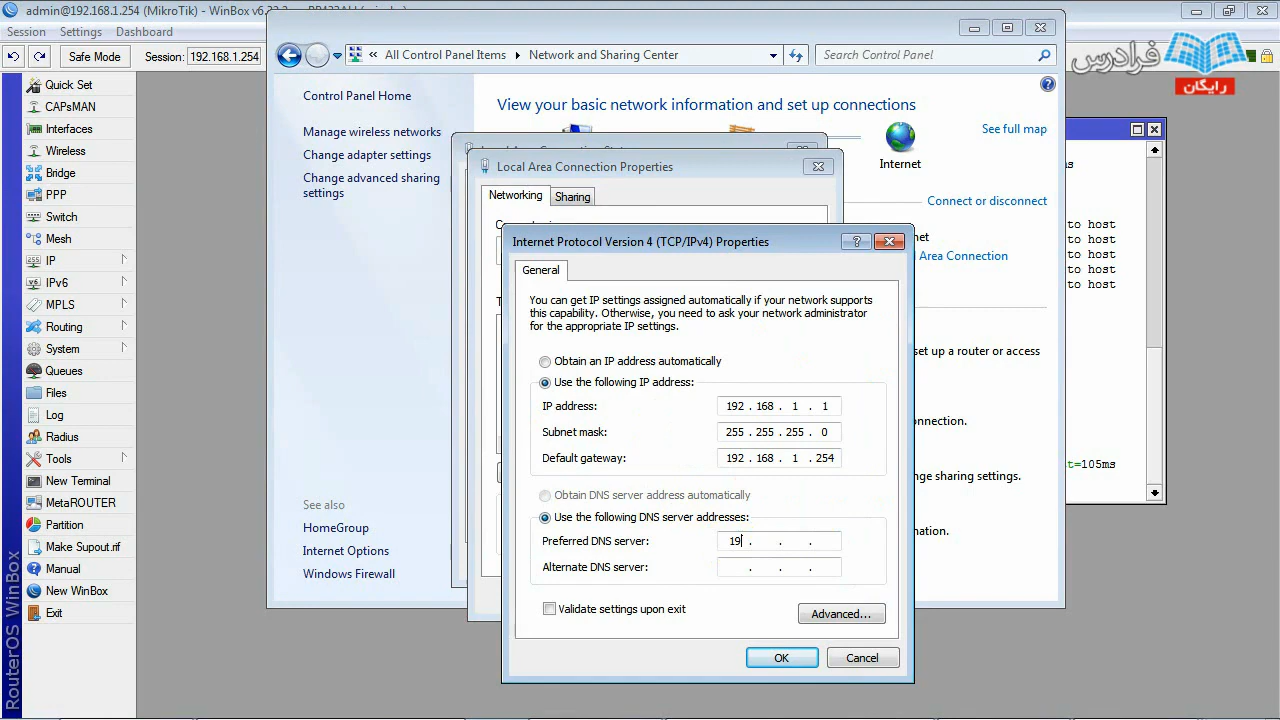 admin@192.168.1.254 (MikroTik) - WinBox
Session Settings Dashboard
Safe Mode Session: 192.168.1.254
All Control Panel Items Network and Sharing Center
Search Control Panel
فرادرس
رایگان
Quick Set
CAPsMAN
Interfaces
Wireless
Bridge
PPP
Switch
Mesh
IP
IPv6
MPLS
Routing
System
Queues
Files
Log
Radius
Tools
New Terminal
MetaROUTER
Partition
Make Supout.rif
Manual
New WinBox
Exit
RouterOS WinBox
Control Panel Home
Manage wireless networks
Change adapter settings
Change advanced sharing
settings
See also
HomeGroup
Internet Options
Windows Firewall
View your basic network information and set up connections
See full map
Internet
Connect or disconnect
Area Connection
set up a router or access
change sharing settings.
to host
to host
to host
to host
to host
t=105ms
Local Area Connection Properties
Networking Sharing
Internet Protocol Version 4 (TCP/IPv4) Properties
General
You can get IP settings assigned automatically if your network supports
this capability. Otherwise, you need to ask your network administrator
for the appropriate IP settings.
Obtain an IP address automatically
Use the following IP address:
IP address: 192 . 168 . 1 . 1
Subnet mask: 255 . 255 . 255 . 0
Default gateway: 192 . 168 . 1 . 254
Obtain DNS server address automatically
Use the following DNS server addresses:
Preferred DNS server: 19 . . .
Alternate DNS server: . . .
Validate settings upon exit
Advanced...
OK Cancel